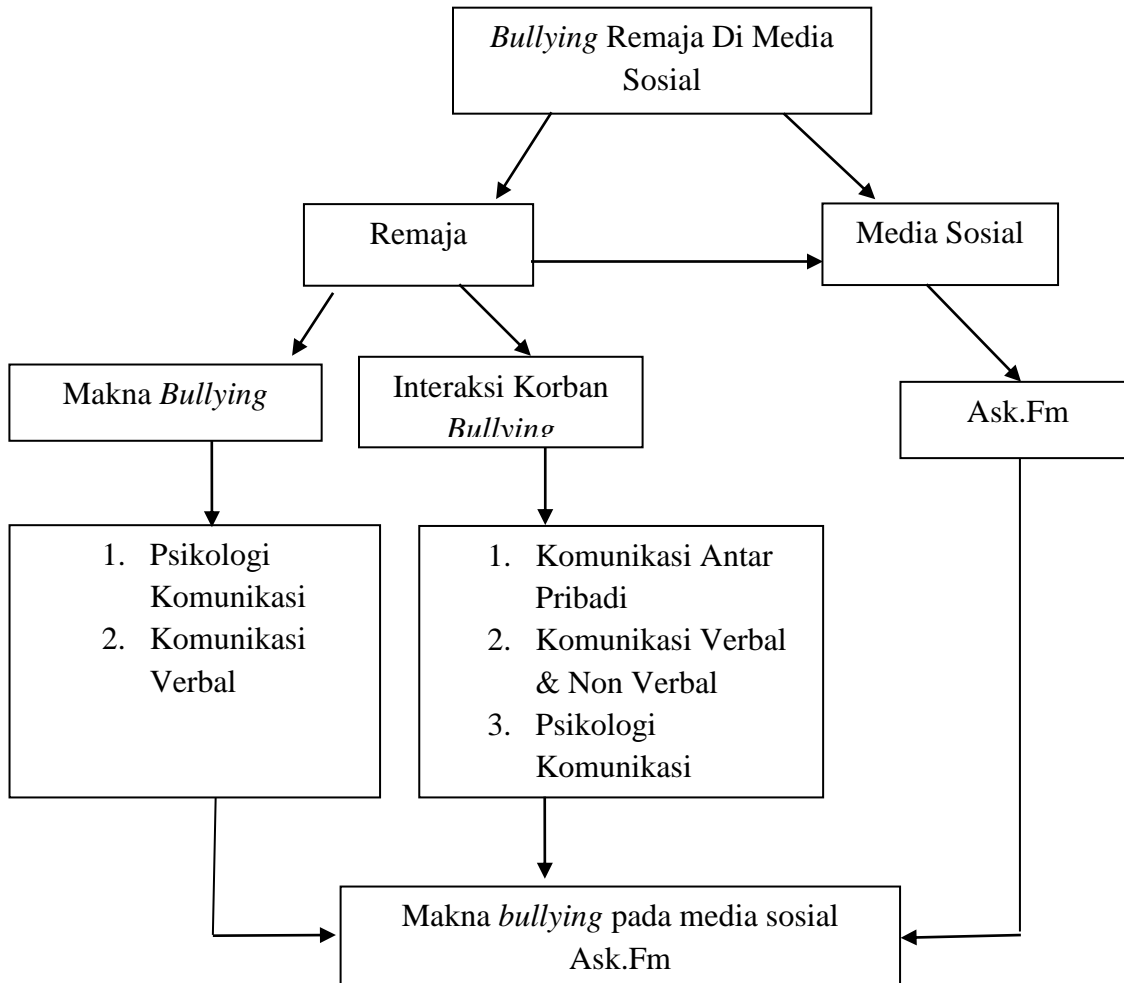 Bullying Remaja Di Media
Sosial
Remaja
Media Sosial
Makna Bullying
Interaksi Korban
Bullying
Ask.Fm
1. Psikologi
Komunikasi
2. Komunikasi
Verbal
1. Komunikasi Antar
Pribadi
2. Komunikasi Verbal
& Non Verbal
3. Psikologi
Komunikasi
Makna bullying pada media sosial
Ask.Fm